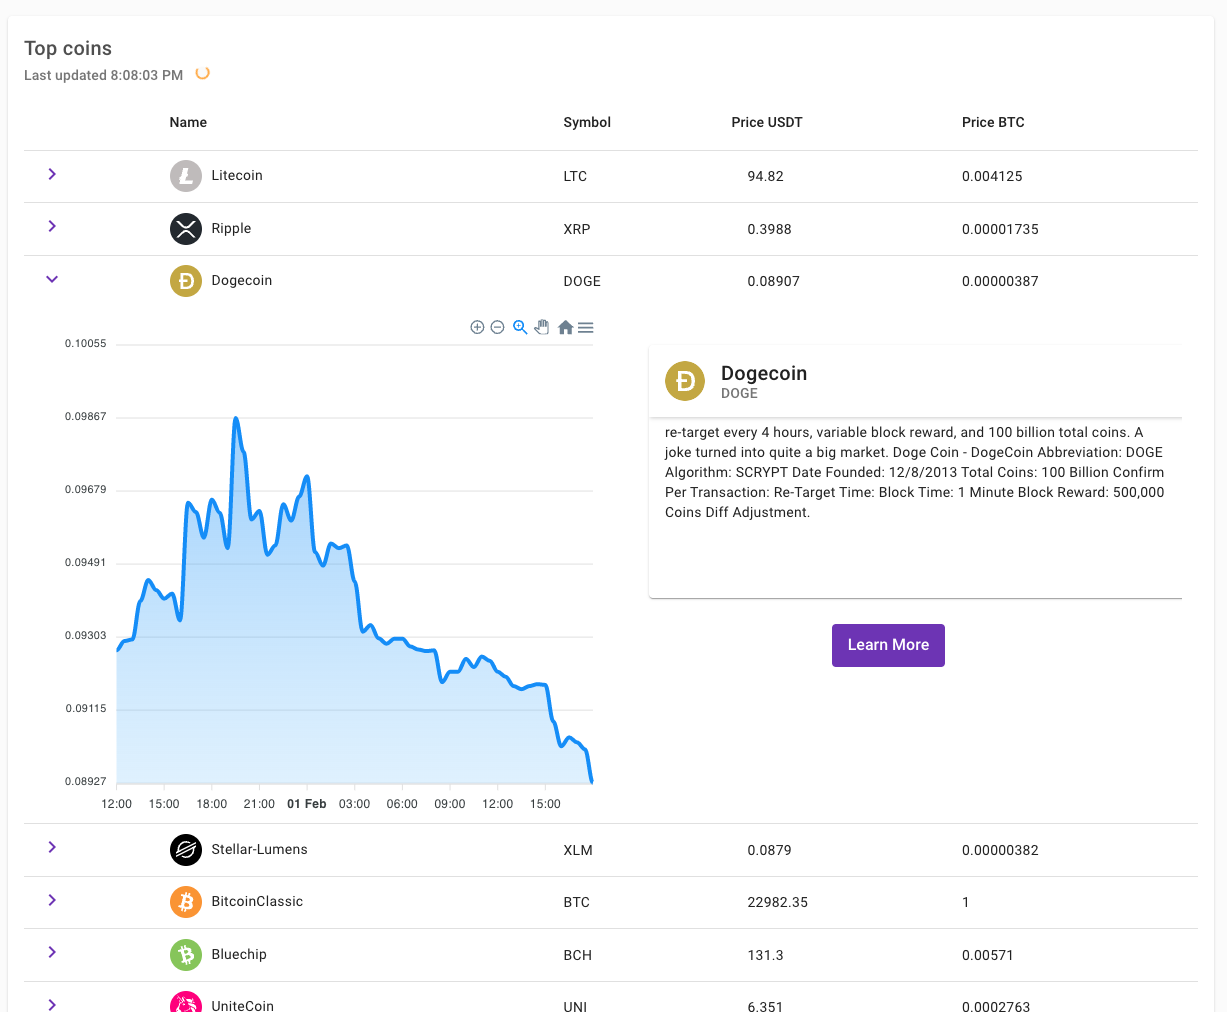 Top coins
Last updated 8:08:03 PM
Name Symbol Price USDT Price BTC
Litecoin LTC 94.82 0.004125
Ripple XRP 0.3988 0.00001735
Dogecoin DOGE 0.08907 0.00000387
0.10055
0.09867
0.09679
0.09491
0.09303
0.09115
0.08927
12:00 15:00 18:00 21:00 01 Feb 03:00 06:00 09:00 12:00 15:00
Dogecoin
DOGE
re-target every 4 hours, variable block reward, and 100 billion total coins. A
joke turned into quite a big market. Doge Coin - DogeCoin Abbreviation: DOGE
Algorithm: SCRYPT Date Founded: 12/8/2013 Total Coins: 100 Billion Confirm
Per Transaction: Re-Target Time: Block Time: 1 Minute Block Reward: 500,000
Coins Diff Adjustment.
Learn More
Stellar-Lumens XLM 0.0879 0.00000382
BitcoinClassic BTC 22982.35 1
Bluechip BCH 131.3 0.00571
UniteCoin UNI 6.351 0.0002763